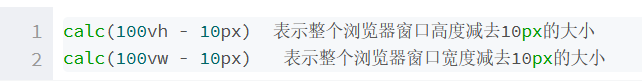 1 calc(100vh - 10px)  表示整个浏览器窗口高度减去10px的大小
2 calc(100vw - 10px)   表示整个浏览器窗口宽度减去10px的大小